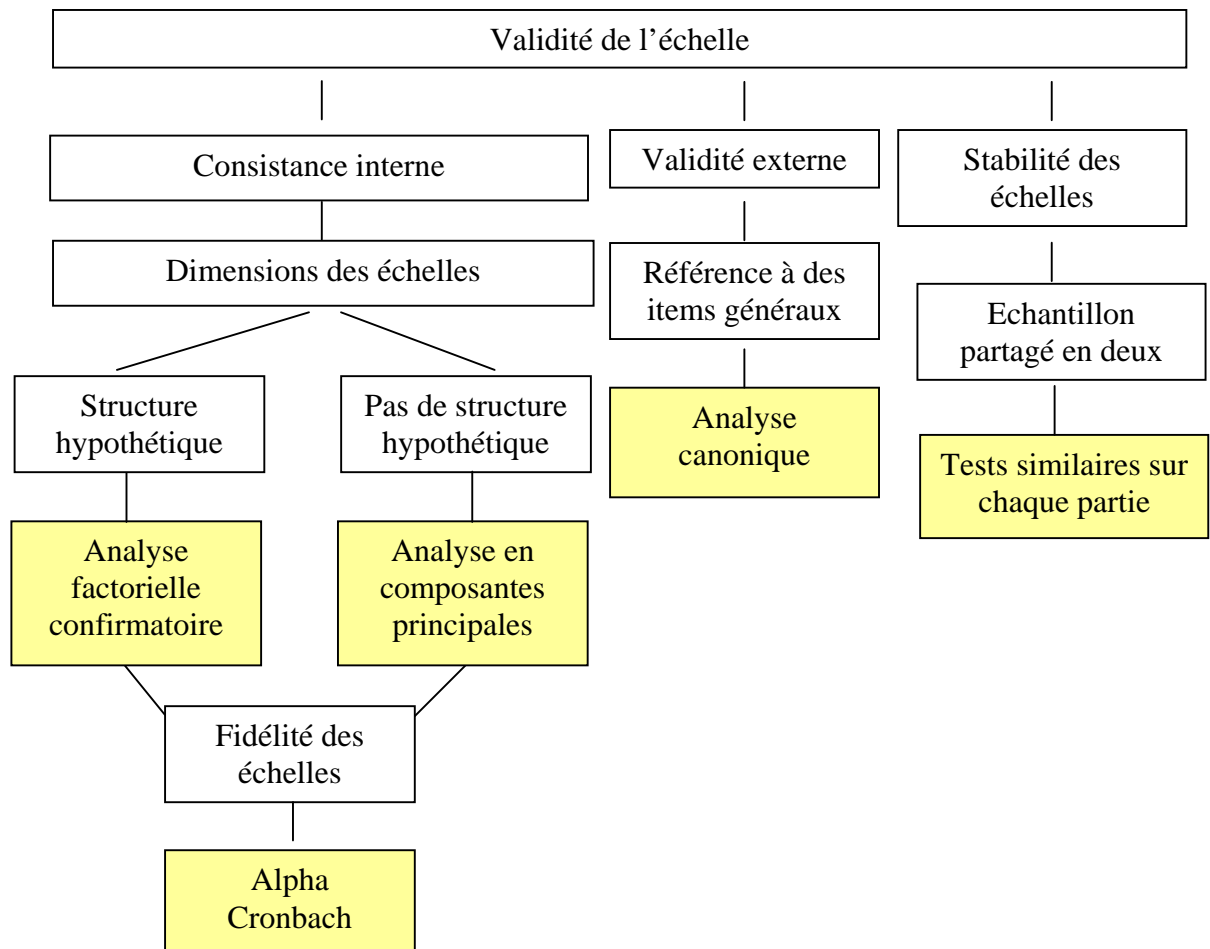 Validité de l’échelle
Consistance interne
Validité externe
Stabilité des
échelles
Dimensions des échelles
Référence à des
items généraux
Echantillon
partagé en deux
Structure
hypothétique
Pas de structure
hypothétique
Analyse
canonique
Tests similaires sur
chaque partie
Analyse
factorielle
confirmatoire
Analyse en
composantes
principales
Fidélité des
échelles
Alpha
Cronbach